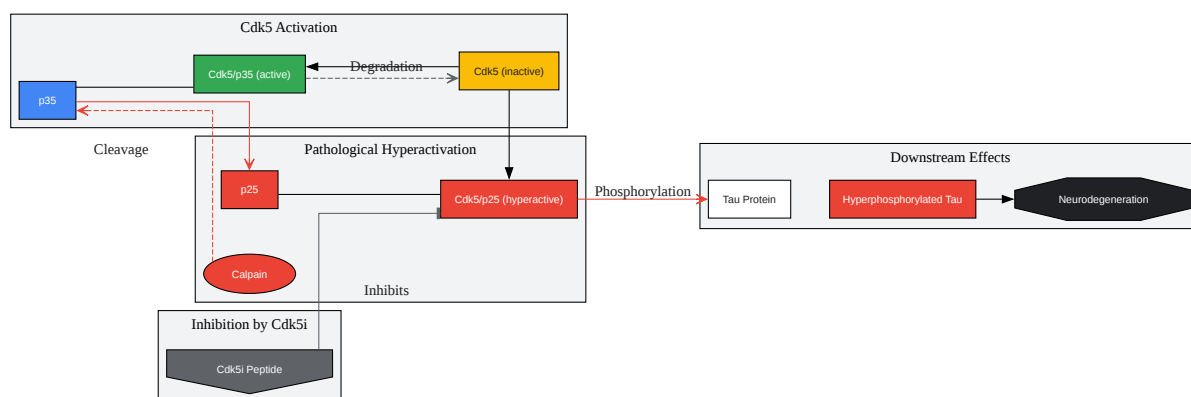 Cdk5 Activation
Cdk5/p35 (active)
Degradation
Cdk5 (inactive)
p35
Cleavage
Pathological Hyperactivation
p25
Cdk5/p25 (hyperactive)
Calpain
Inhibits
Phosphorylation
Downstream Effects
Tau Protein
Hyperphosphorylated Tau
Neurodegeneration
Inhibition by Cdk5i
Cdk5i Peptide